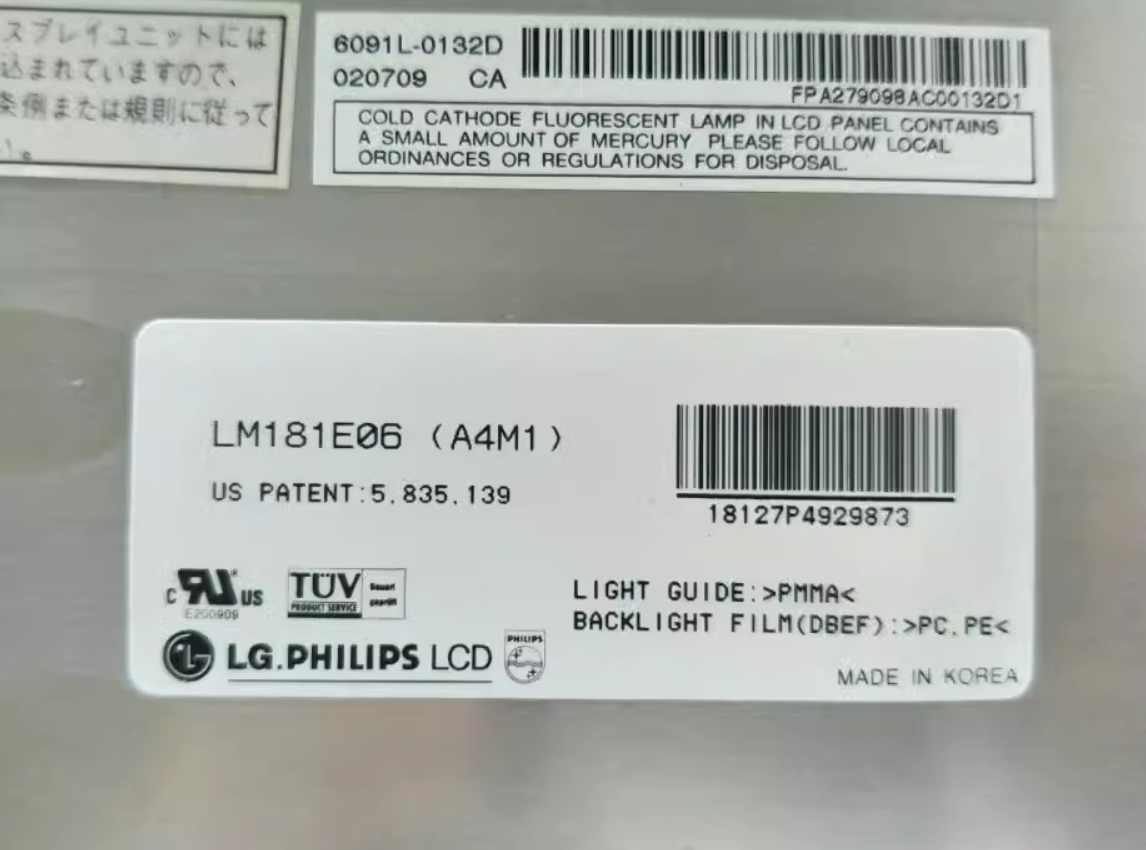 スプレイユニットには
込まれていますので、
条例または規則に従って
い。
6091L-0132D
020709 CA
FPA279098AC00132D1
COLD CATHODE FLUORESCENT LAMP IN LCD PANEL CONTAINS
A SMALL AMOUNT OF MERCURY PLEASE FOLLOW LOCAL
ORDINANCES OR REGULATIONS FOR DISPOSAL.
LM181E06 (A4M1)
US PATENT:5.835.139
18127P4929873
C UR US
E200909
TÜV
PRODUCT SERVICE
Bauart
geprüft
LIGHT GUIDE:>PMMA<
BACKLIGHT FILM(DBEF):>PC.PE<
LG.PHILIPS LCD
PHILIPS
MADE IN KOREA